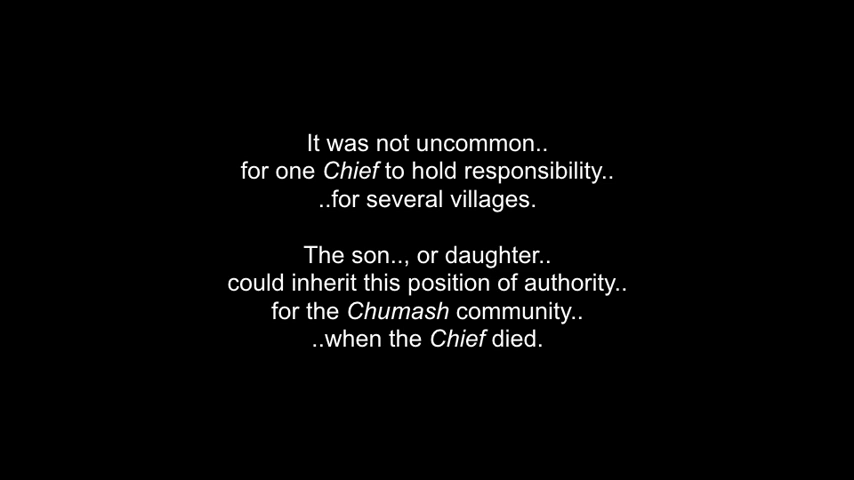 It was not uncommon..
for one Chief to hold responsibility..
..for several villages.
The son.., or daughter..
could inherit this position of authority..
for the Chumash community..
..when the Chief died.